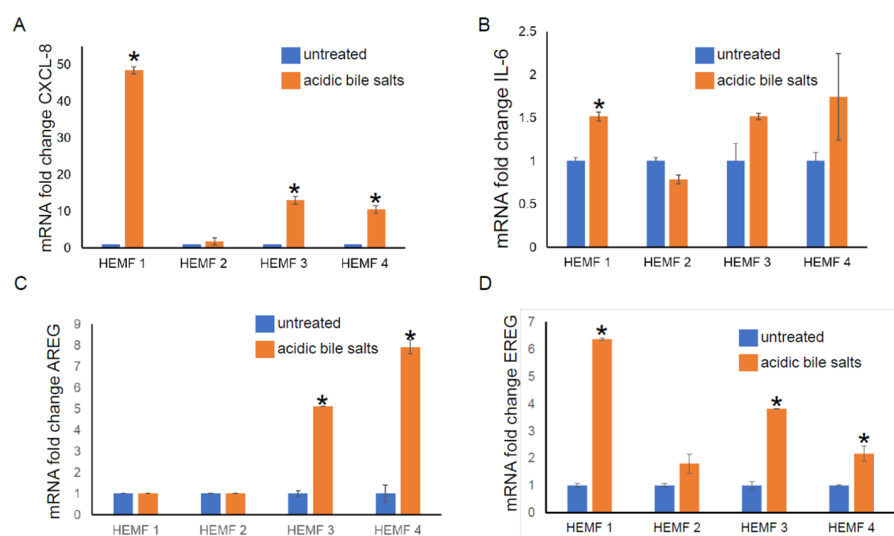 A
mRNA fold change CXCL-8
50
40
30
20
10
0
untreated
acidic bile salts
*
*
*
HEMF 1 HEMF 2 HEMF 3 HEMF 4
B
mRNA fold change IL-6
2.5
2
1.5
1
0.5
0
untreated
acidic bile salts
*
HEMF 1 HEMF 2 HEMF 3 HEMF 4
C
mRNA fold change AREG
9
8
7
6
5
4
3
2
1
0
untreated
acidic bile salts
*
*
HEMF 1 HEMF 2 HEMF 3 HEMF 4
D
mRNA fold change EREG
7
6
5
4
3
2
1
0
untreated
acidic bile salts
*
*
*
HEMF 1 HEMF 2 HEMF 3 HEMF 4